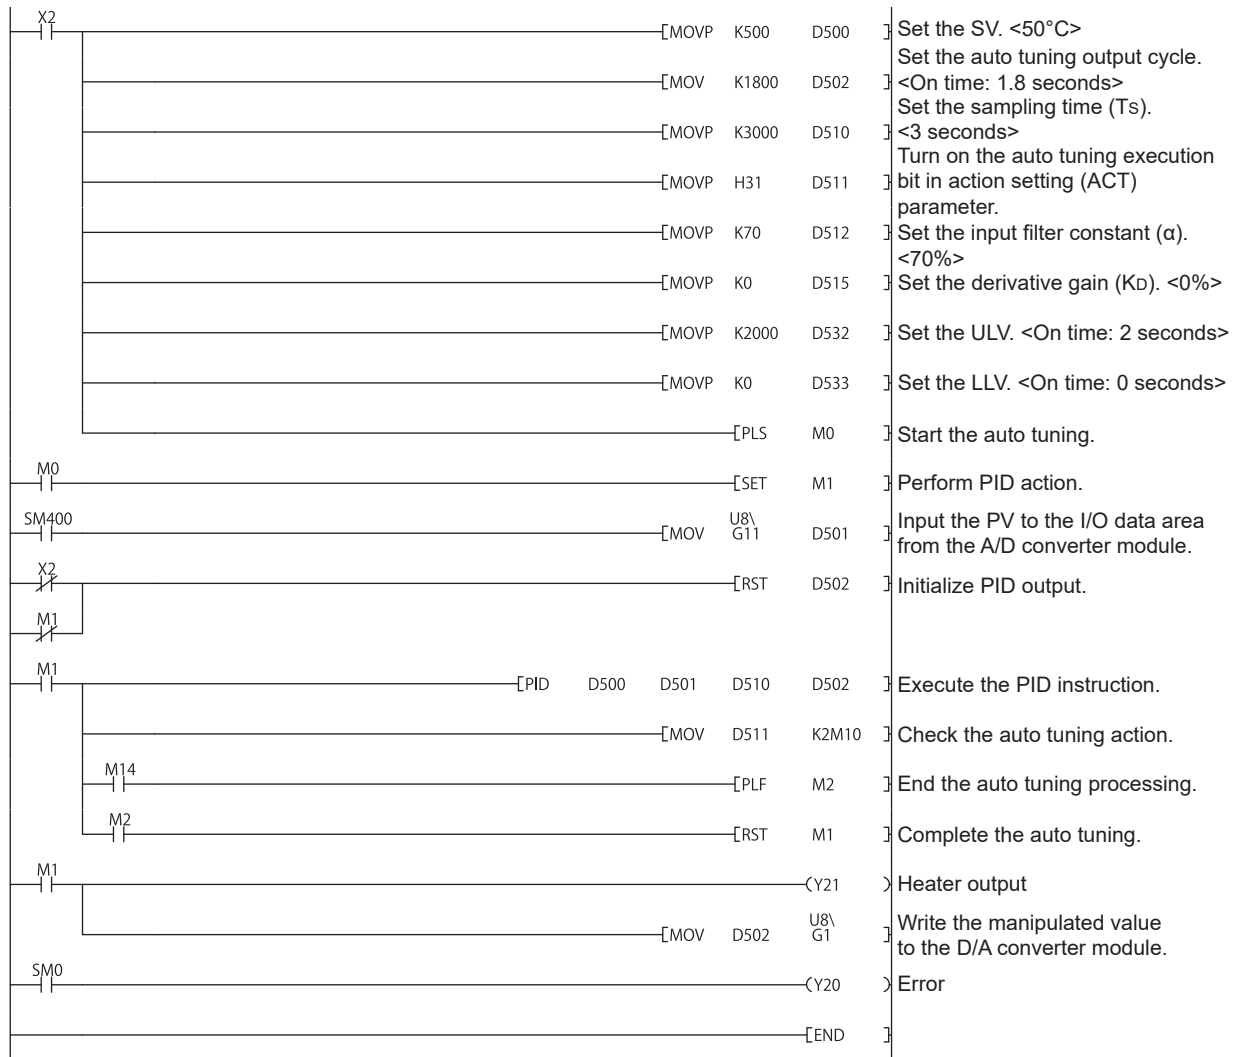 X2
[MOVP K500 D500] Set the SV. <50°C>
Set the auto tuning output cycle.
[MOV K1800 D502] <On time: 1.8 seconds>
Set the sampling time (Ts).
[MOVP K3000 D510] <3 seconds>
Turn on the auto tuning execution
[MOVP H31 D511] bit in action setting (ACT)
parameter.
[MOVP K70 D512] Set the input filter constant (α).
<70%>
[MOVP K0 D515] Set the derivative gain (KD). <0%>
[MOVP K2000 D532] Set the ULV. <On time: 2 seconds>
[MOVP K0 D533] Set the LLV. <On time: 0 seconds>
[PLS M0] Start the auto tuning.
M0
[SET M1] Perform PID action.
SM400
[MOV U8\G11 D501] Input the PV to the I/O data area
from the A/D converter module.
X2
[RST D502] Initialize PID output.
M1
M1
[PID D500 D501 D510 D502] Execute the PID instruction.
[MOV D511 K2M10] Check the auto tuning action.
M14
[PLF M2] End the auto tuning processing.
M2
[RST M1] Complete the auto tuning.
M1
(Y21) Heater output
[MOV D502 U8\G1] Write the manipulated value
to the D/A converter module.
SM0
(Y20) Error
[END]